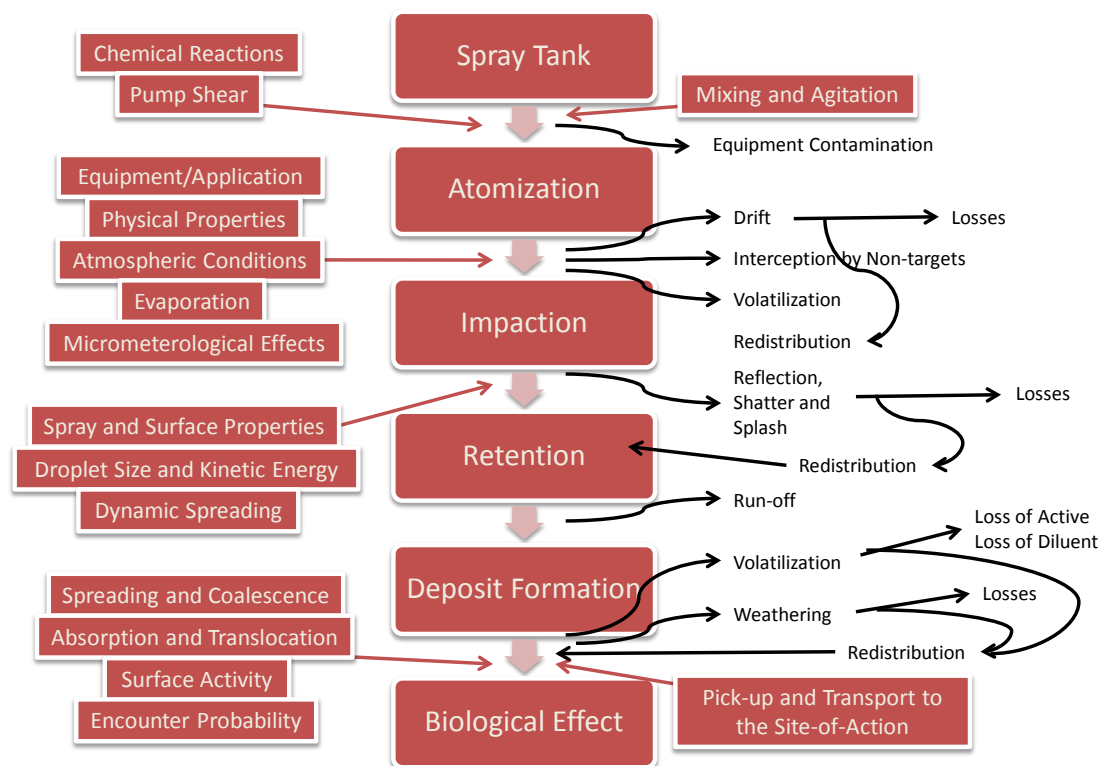 Chemical Reactions
Pump Shear
Spray Tank
Mixing and Agitation
Equipment Contamination
Equipment/Application
Physical Properties
Atmospheric Conditions
Evaporation
Micrometerological Effects
Atomization
Drift
Losses
Interception by Non-targets
Volatilization
Redistribution
Impaction
Reflection,
Shatter and
Splash
Losses
Redistribution
Spray and Surface Properties
Droplet Size and Kinetic Energy
Dynamic Spreading
Retention
Run-off
Deposit Formation
Volatilization
Loss of Active
Loss of Diluent
Weathering
Losses
Redistribution
Spreading and Coalescence
Absorption and Translocation
Surface Activity
Encounter Probability
Biological Effect
Pick-up and Transport to
the Site-of-Action